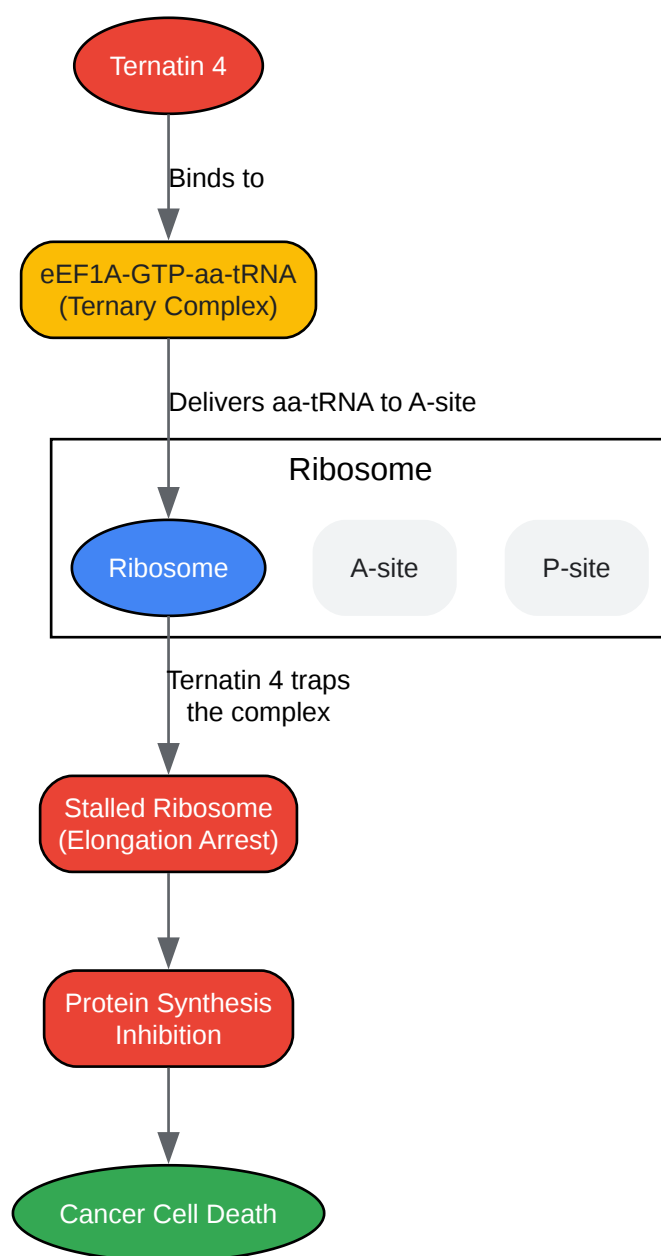 Ternatin 4
Binds to
eEF1A-GTP-aa-tRNA
(Ternary Complex)
Delivers aa-tRNA to A-site
Ribosome
Ribosome
A-site
P-site
Ternatin 4 traps
the complex
Stalled Ribosome
(Elongation Arrest)
Protein Synthesis
Inhibition
Cancer Cell Death